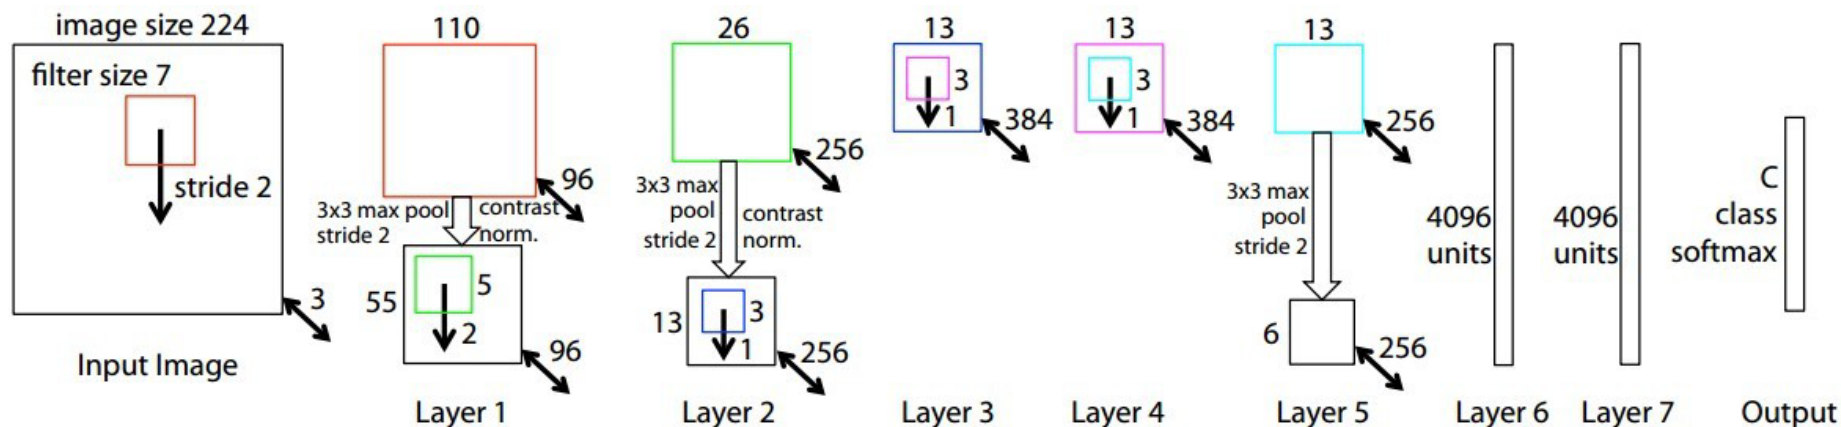 image size 224
filter size 7
stride 2
3
Input Image
110
96
3x3 max pool
stride 2
contrast
norm.
55
5
2
96
Layer 1
26
256
3x3 max
pool
stride 2
contrast
norm.
13
3
1
256
Layer 2
13
3
1
384
Layer 3
13
3
1
384
Layer 4
13
256
3x3 max
pool
stride 2
6
256
Layer 5
4096
units
Layer 6
4096
units
Layer 7
C
class
softmax
Output